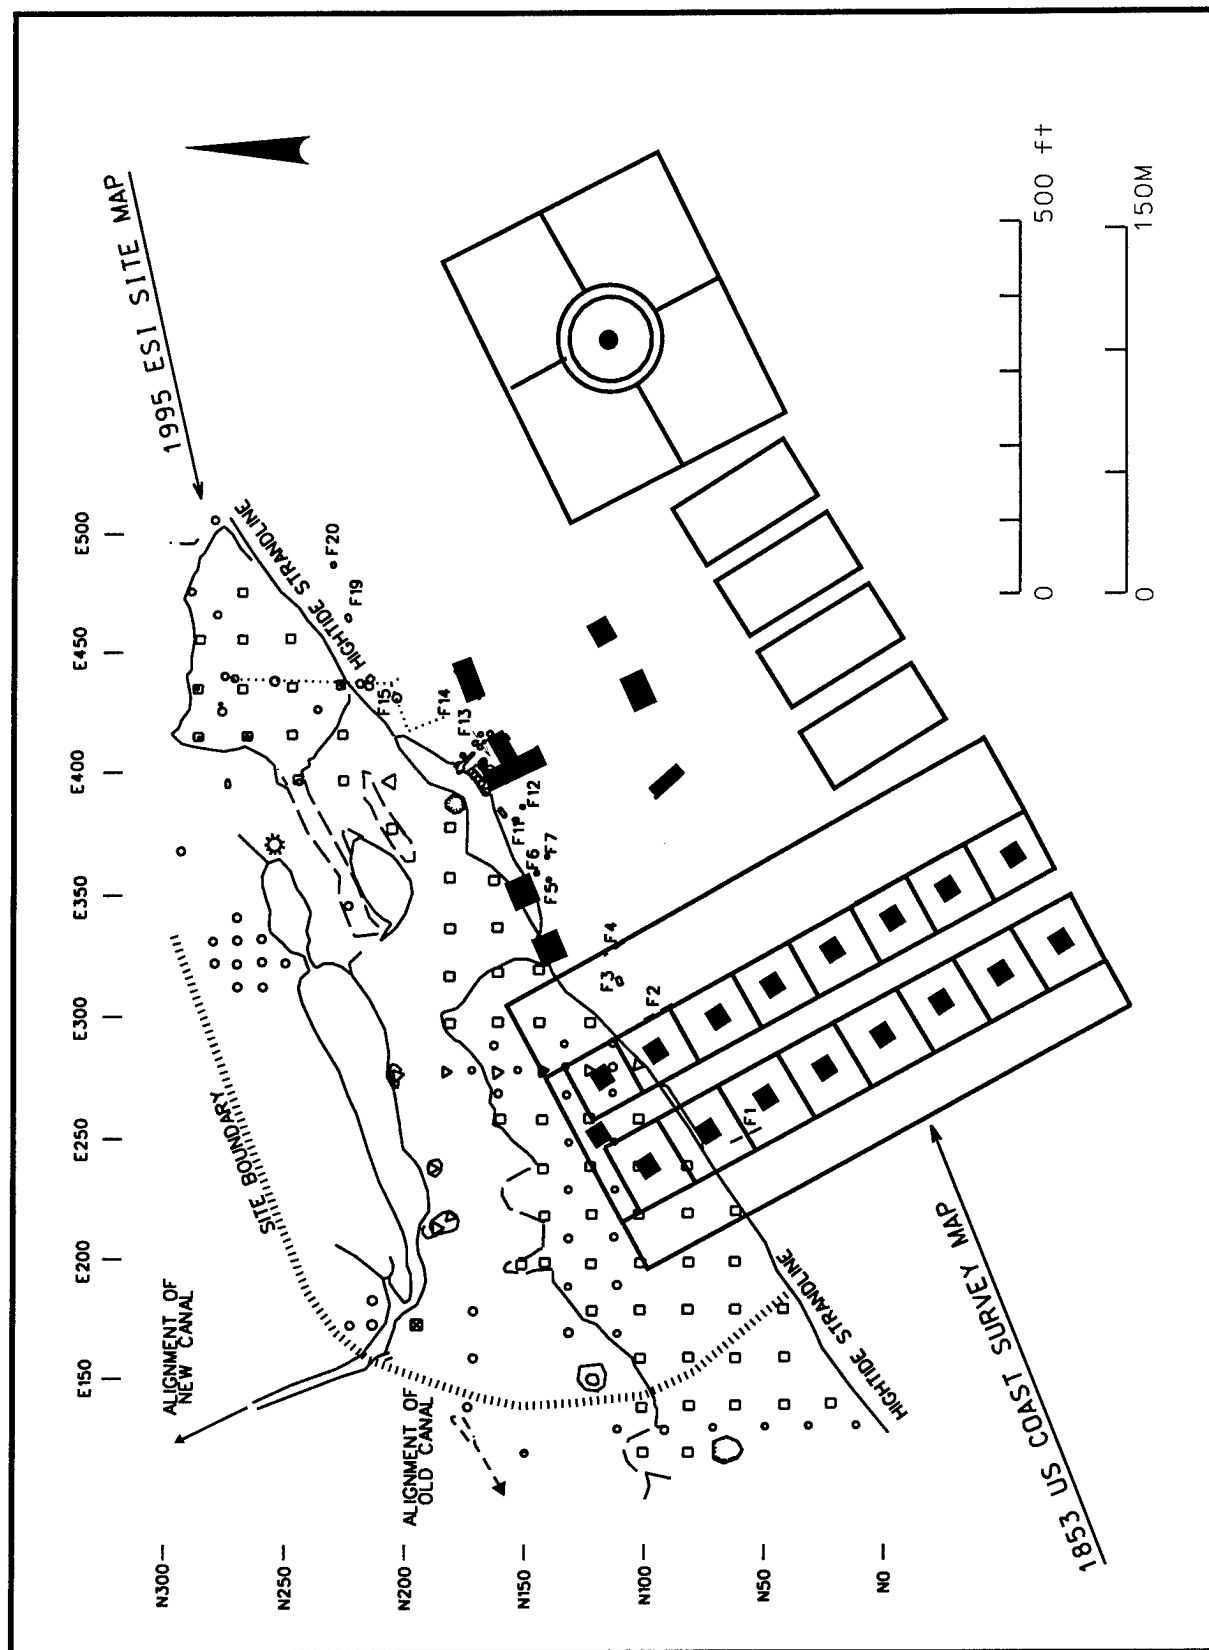 1995 ESI SITE MAP
E500
E450
E400
E350
E300
E250
E200
E150
HIGHTIDE STRANDLINE
F20
F19
F15
F14
F13
F12
F11
F7
F6
F5
F4
F3
F2
F1
SITE BOUNDARY
ALIGNMENT OF
NEW CANAL
ALIGNMENT OF
OLD CANAL
HIGHTIDE STRANDLINE
1853 US COAST SURVEY MAP
N300
N250
N200
N150
N100
N50
N0
0
500 ft
0
150M